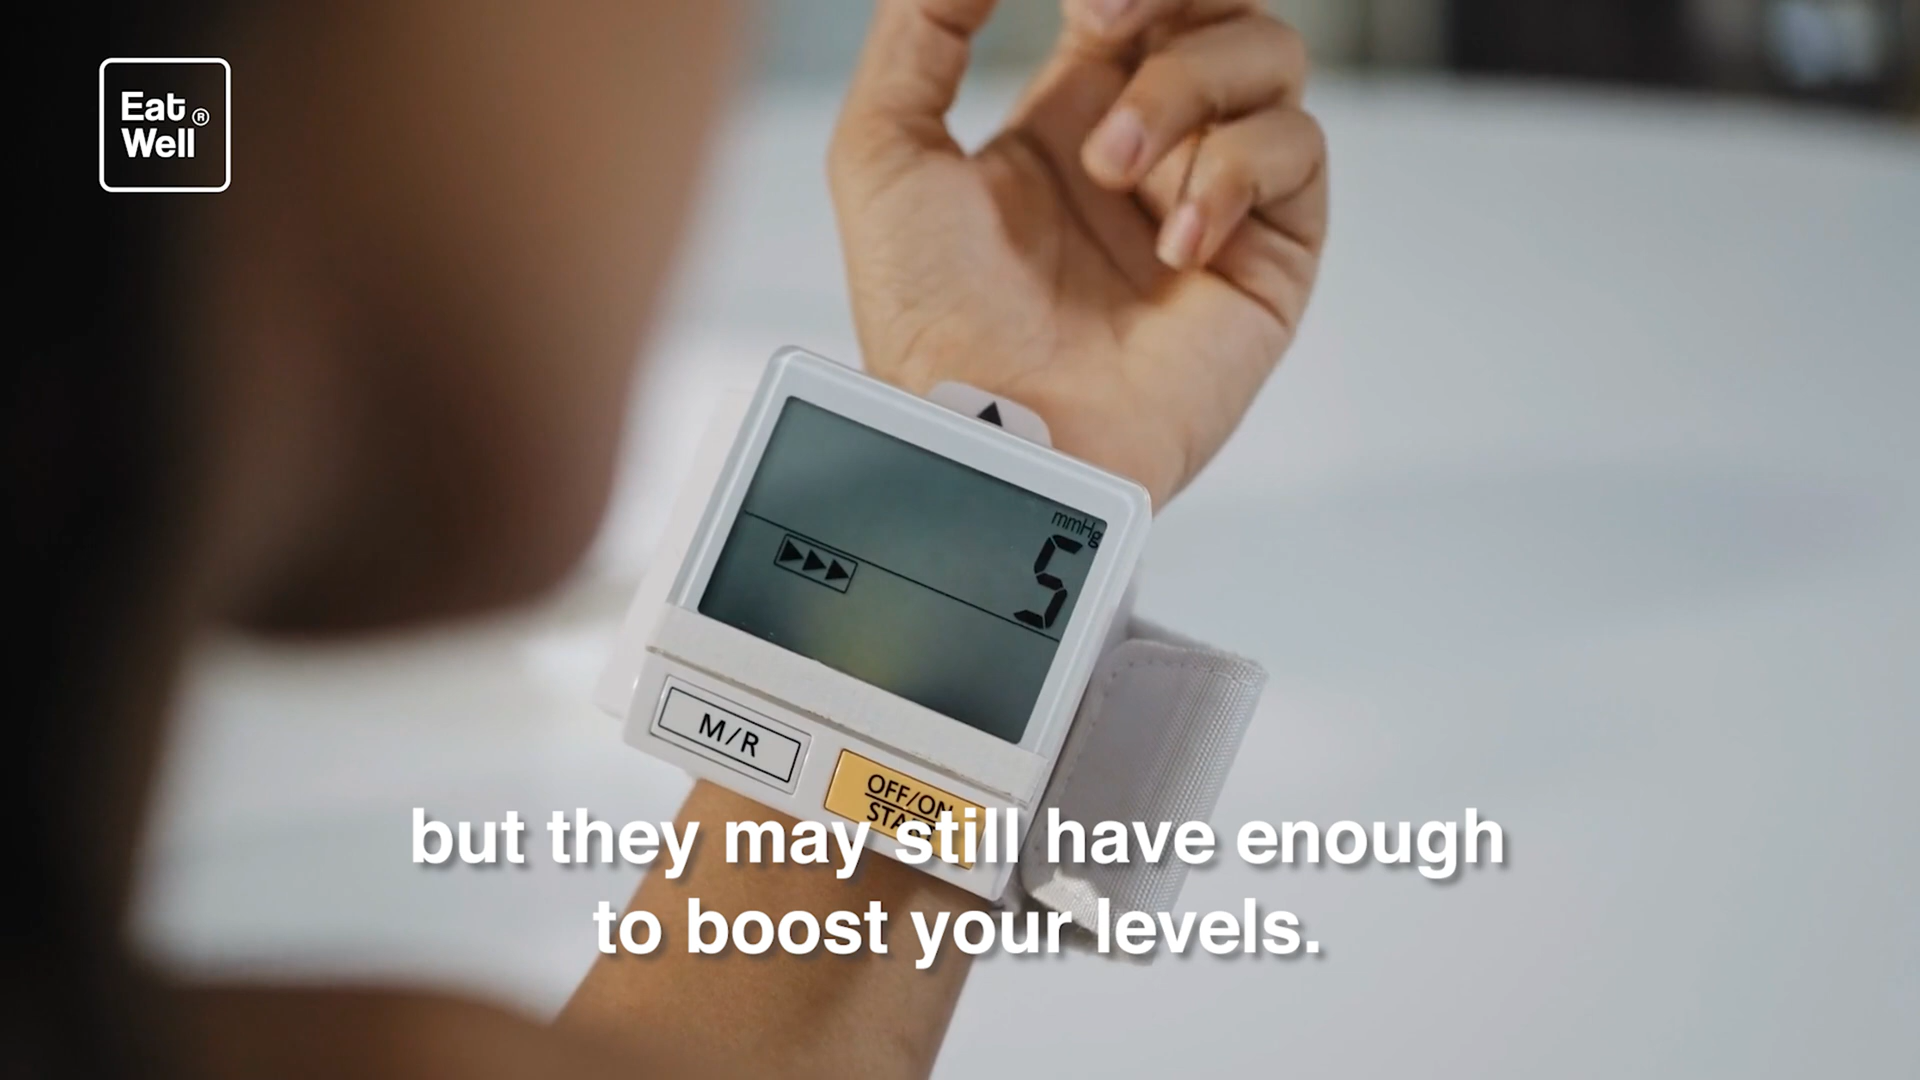 Eat ®
Well
mmHg
5
M/R
OFF/ON
but they may still have enough
to boost your levels.